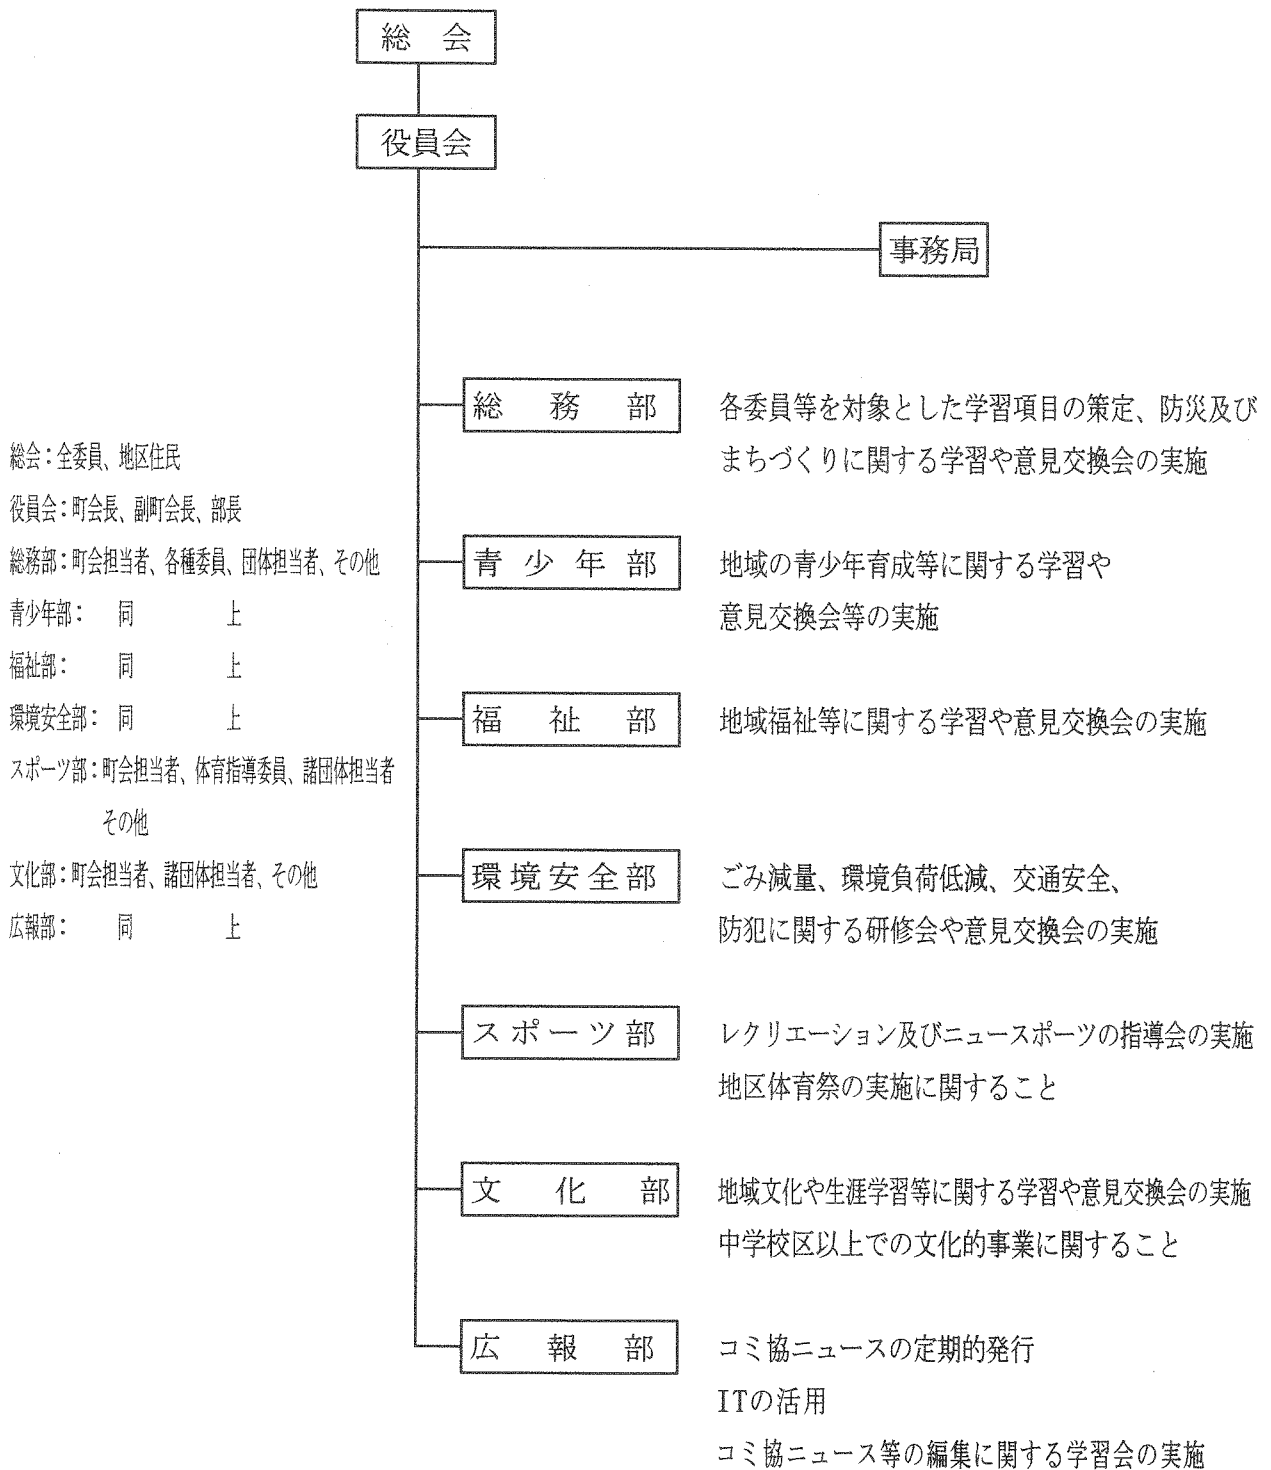 総会
役員会
事務局
総務部
各委員等を対象とした学習項目の策定、防災及び
まちづくりに関する学習や意見交換会の実施
総会：全委員、地区住民
役員会：町会長、副町会長、部長
総務部：町会担当者、各種委員、団体担当者、その他
青少年部：　同　上
福祉部：　同　上
環境安全部：　同　上
スポーツ部：町会担当者、体育指導委員、諸団体担当者
その他
文化部：町会担当者、諸団体担当者、その他
広報部：　同　上
青少年部
地域の青少年育成等に関する学習や
意見交換会等の実施
福祉部
地域福祉等に関する学習や意見交換会の実施
環境安全部
ごみ減量、環境負荷低減、交通安全、
防犯に関する研修会や意見交換会の実施
スポーツ部
レクリエーション及びニュースポーツの指導会の実施
地区体育祭の実施に関すること
文化部
地域文化や生涯学習等に関する学習や意見交換会の実施
中学校区以上での文化的事業に関すること
広報部
コミ協ニュースの定期的発行
ITの活用
コミ協ニュース等の編集に関する学習会の実施